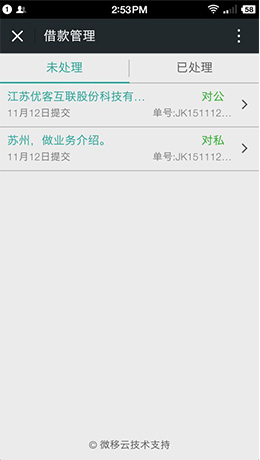 1 2:53PM 58
借款管理
未处理 已处理
江苏优客互联股份科技有... 对公
11月12日提交 单号:JK151112...
苏州，做业务介绍。 对私
11月12日提交 单号:JK151112...
© 微移云技术支持